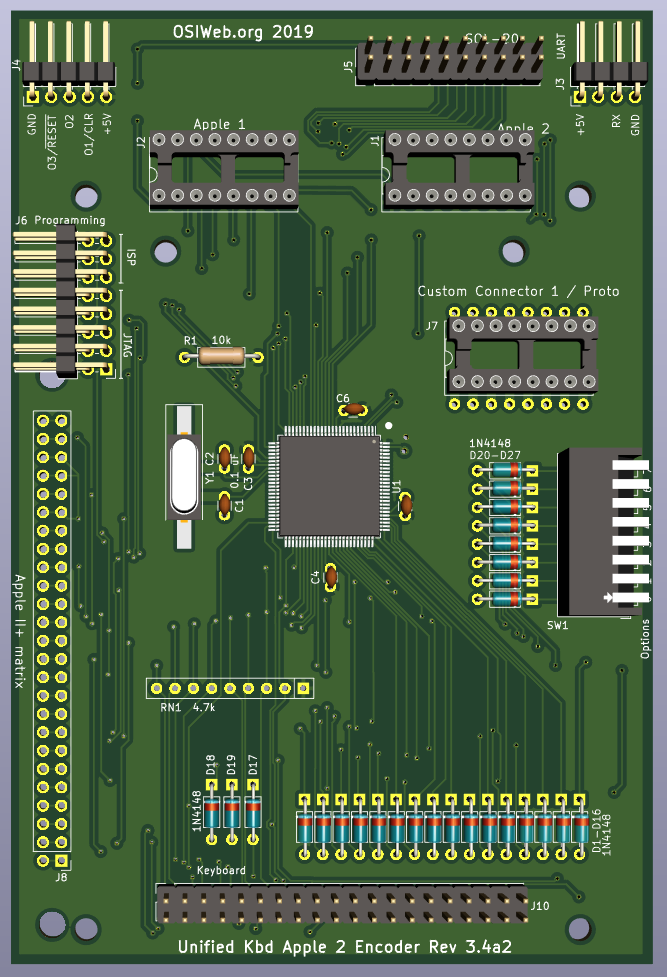 OSIWeb.org 2019
J4
J5
UART
J3
GND
O3/RESET
O2
O1/CLR
+5V
+5V
RX
GND
Apple 1
J2
J1
Apple 2
J6 Programming
ISP
JTAG
Custom Connector 1 / Proto
J7
R1
10k
C6
1N4148
D20-D27
Y1
C2
C3
0.1 uF
C1
U1
C4
SW1
Options
Apple II+ matrix
RN1 4.7k
D18
D19
D17
1N4148
D1-D16
1N4148
J8
Keyboard
J10
Unified Kbd Apple 2 Encoder Rev 3.4a2